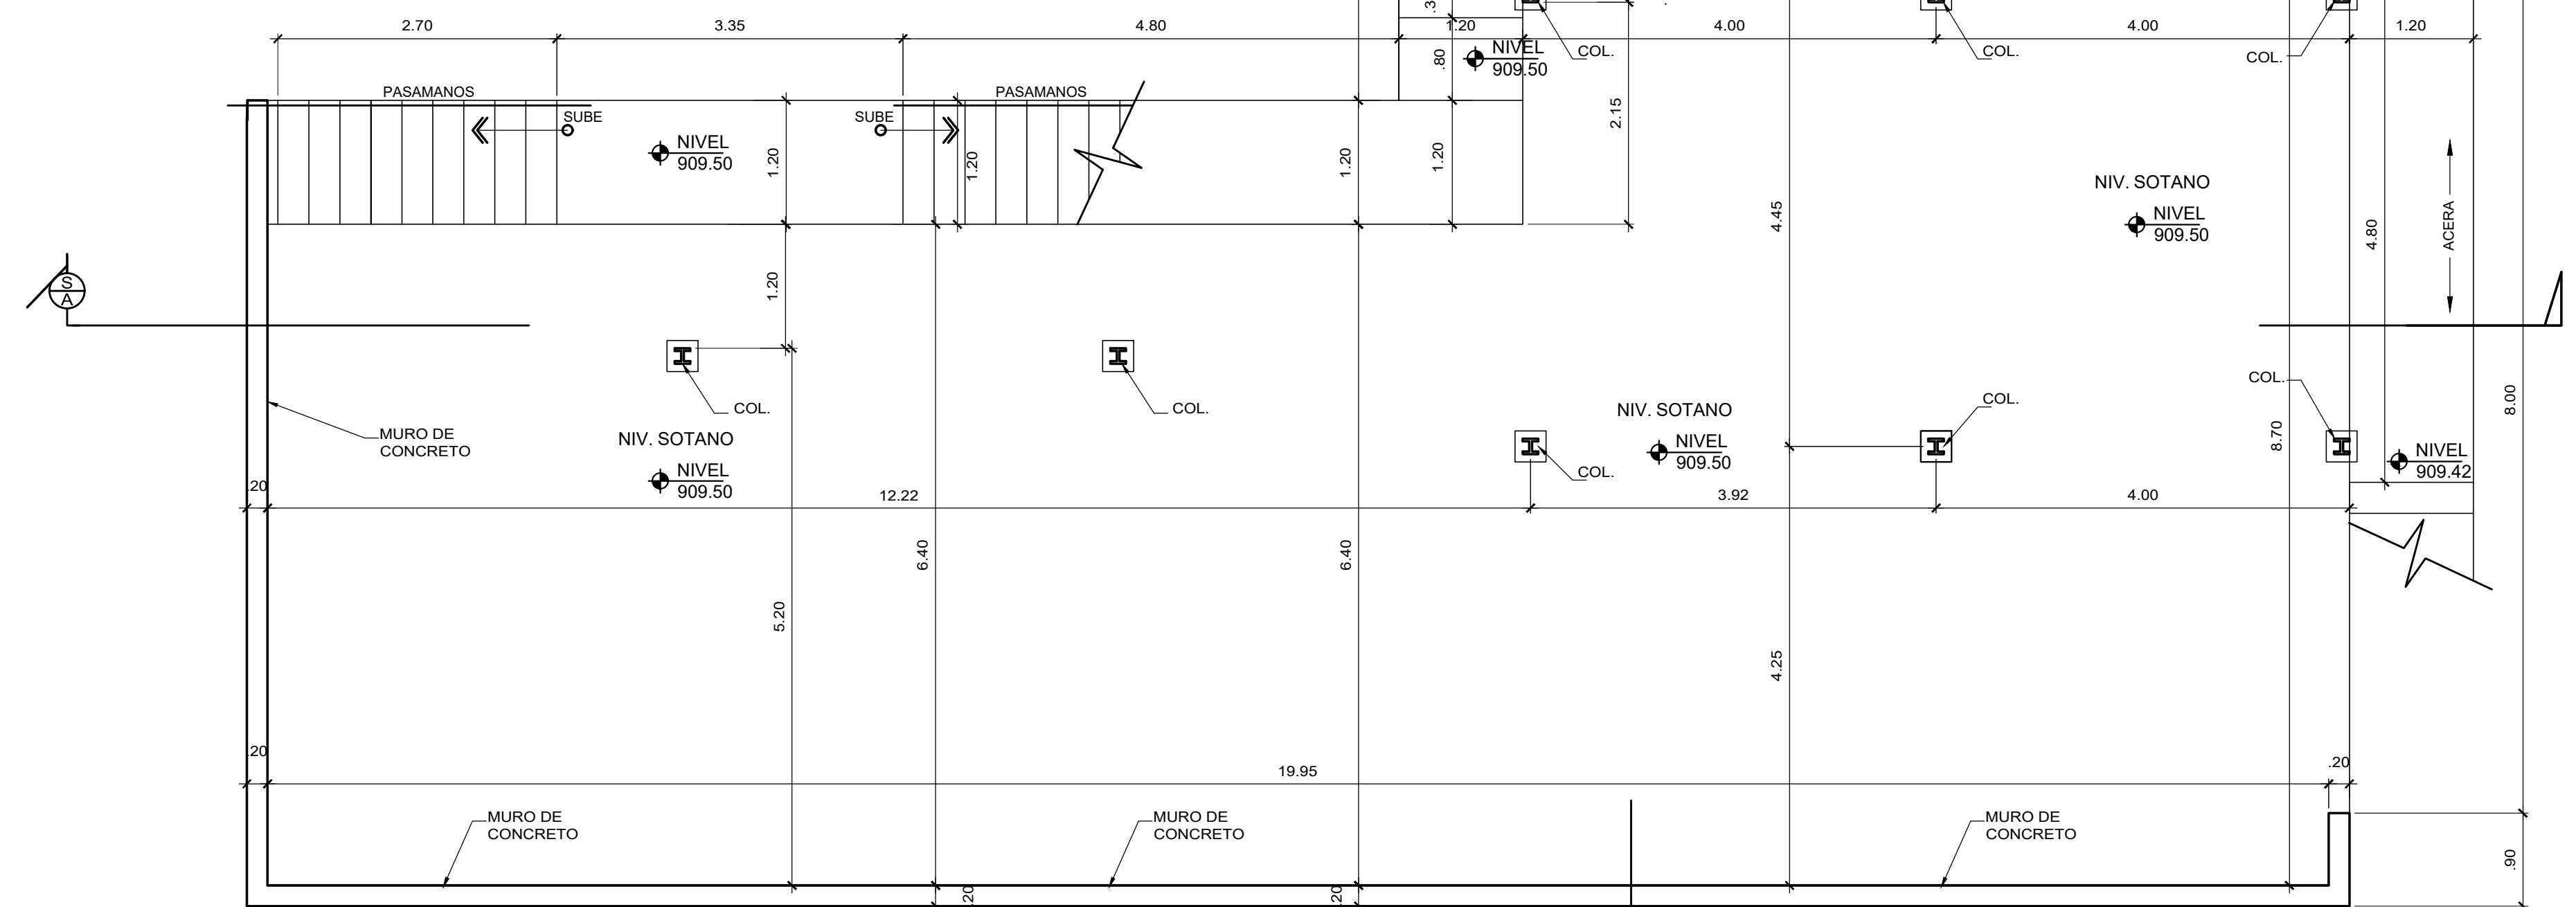 2.70
3.35
4.80
1.20
4.00
4.00
1.20
COL.
COL.
COL.
NIVEL
909.50
.80
2.15
PASAMANOS
PASAMANOS
SUBE
SUBE
NIVEL
909.50
1.20
1.20
1.20
1.20
4.45
NIV. SOTANO
NIVEL
909.50
4.80
ACERA
S
A
1.20
COL.
COL.
COL.
COL.
COL.
8.00
MURO DE
CONCRETO
NIV. SOTANO
NIVEL
909.50
NIV. SOTANO
NIVEL
909.50
8.70
NIVEL
909.42
.20
12.22
3.92
4.00
6.40
6.40
5.20
4.25
.20
19.95
.20
MURO DE
CONCRETO
MURO DE
CONCRETO
MURO DE
CONCRETO
.90
.20
.20